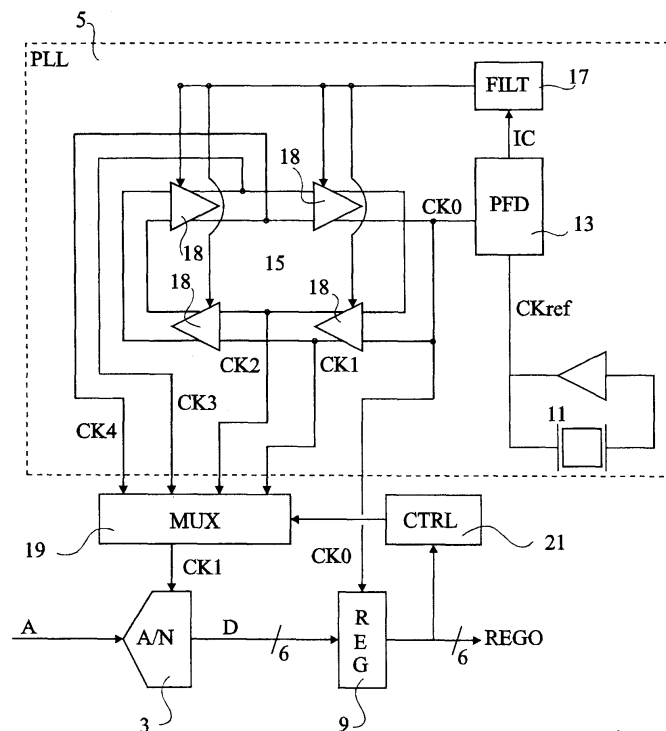 5
PLL
FILT
17
IC
18
18
CK0
PFD
13
15
18
18
CKref
CK2
CK1
CK3
CK4
11
MUX
19
CTRL
21
CK1
CK0
A
A/N
D
6
R
E
G
6
REGO
3
9